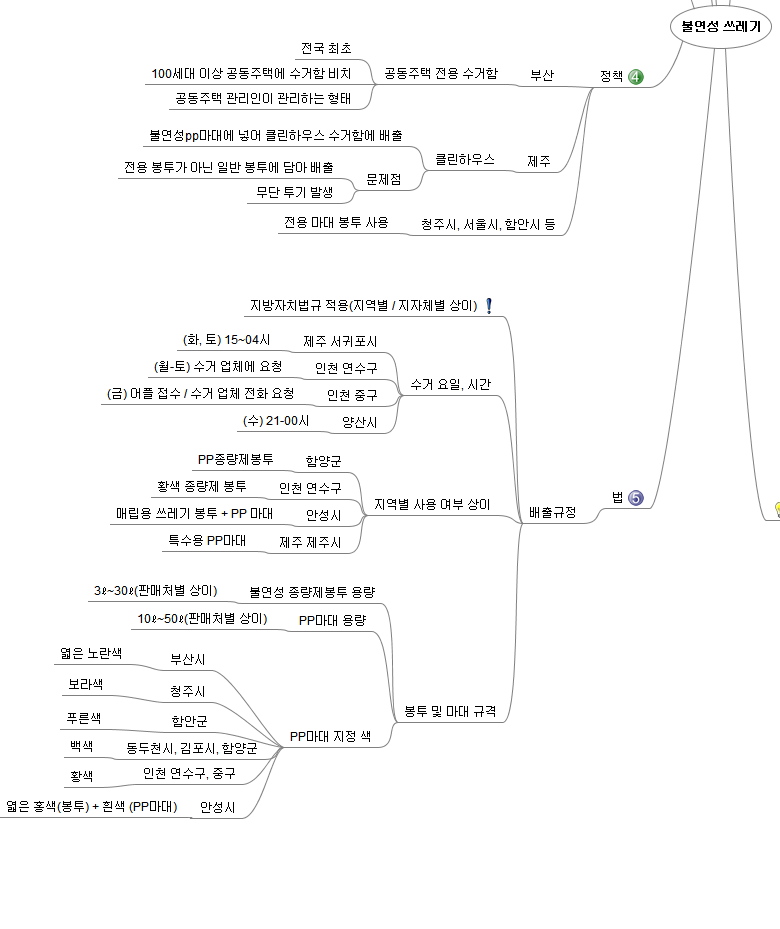 불연성 쓰레기
정책 4
부산
공동주택 전용 수거함
전국 최초
100세대 이상 공동주택에 수거함 비치
공동주택 관리인이 관리하는 형태
제주
클린하우스
불연성pp마대에 넣어 클린하우스 수거함에 배출
문제점
전용 봉투가 아닌 일반 봉투에 담아 배출
무단 투기 발생
청주시, 서울시, 함안시 등
전용 마대 봉투 사용
법 5
배출규정
지방자치법규 적용(지역별 / 지자체별 상이)
수거 요일, 시간
제주 서귀포시
(화, 토) 15~04시
인천 연수구
(월-토) 수거 업체에 요청
인천 중구
(금) 어플 접수 / 수거 업체 전화 요청
양산시
(수) 21-00시
지역별 사용 여부 상이
함양군
PP종량제봉투
인천 연수구
황색 종량제 봉투
안성시
매립용 쓰레기 봉투 + PP 마대
제주 제주시
특수용 PP마대
봉투 및 마대 규격
불연성 종량제봉투 용량
3ℓ~30ℓ(판매처별 상이)
PP마대 용량
10ℓ~50ℓ(판매처별 상이)
PP마대 지정 색
부산시
엷은 노란색
청주시
보라색
함안군
푸른색
동두천시, 김포시, 함양군
백색
인천 연수구, 중구
황색
안성시
엷은 홍색(봉투) + 흰색 (PP마대)